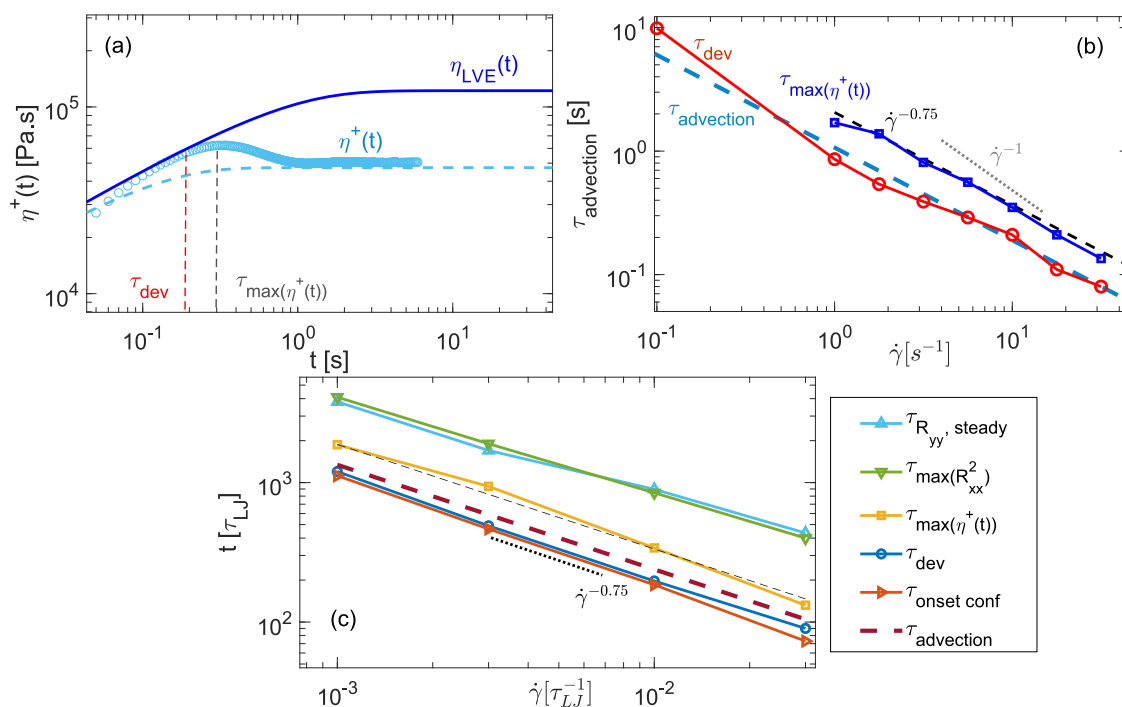 (a)
η_LVE(t)
η⁺(t)
τ_dev
τ_max(η⁺(t))
10⁵
10⁴
η⁺(t) [Pa.s]
10⁻¹ 10⁰ 10¹
t [s]
(b)
τ_dev
τ_max(η⁺(t))
τ_advection
γ̇^−0.75
γ̇^−1
10¹
10⁰
10⁻¹
τ_advection [s]
10⁻¹ 10⁰ 10¹
γ̇[s⁻¹]
(c)
γ̇^−0.75
10³
10²
t [τ_LJ]
10⁻³ 10⁻²
γ̇[τ_LJ⁻¹]
τ_R_yy, steady
τ_max(R²_xx)
τ_max(η⁺(t))
τ_dev
τ_onset conf
τ_advection